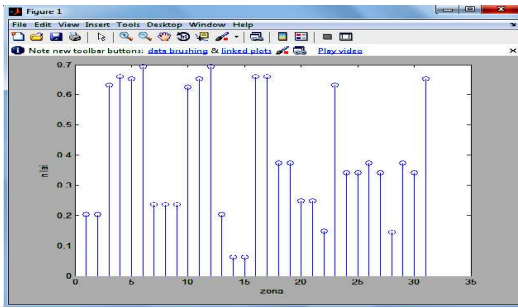 Figure 1
File Edit View Insert Tools Desktop Window Help
Note new toolbar buttons: data brushing & linked plots Play video
0.7
0.6
0.5
0.4
0.3
0.2
0.1
0
0 5 10 15 20 25 30 35
zona